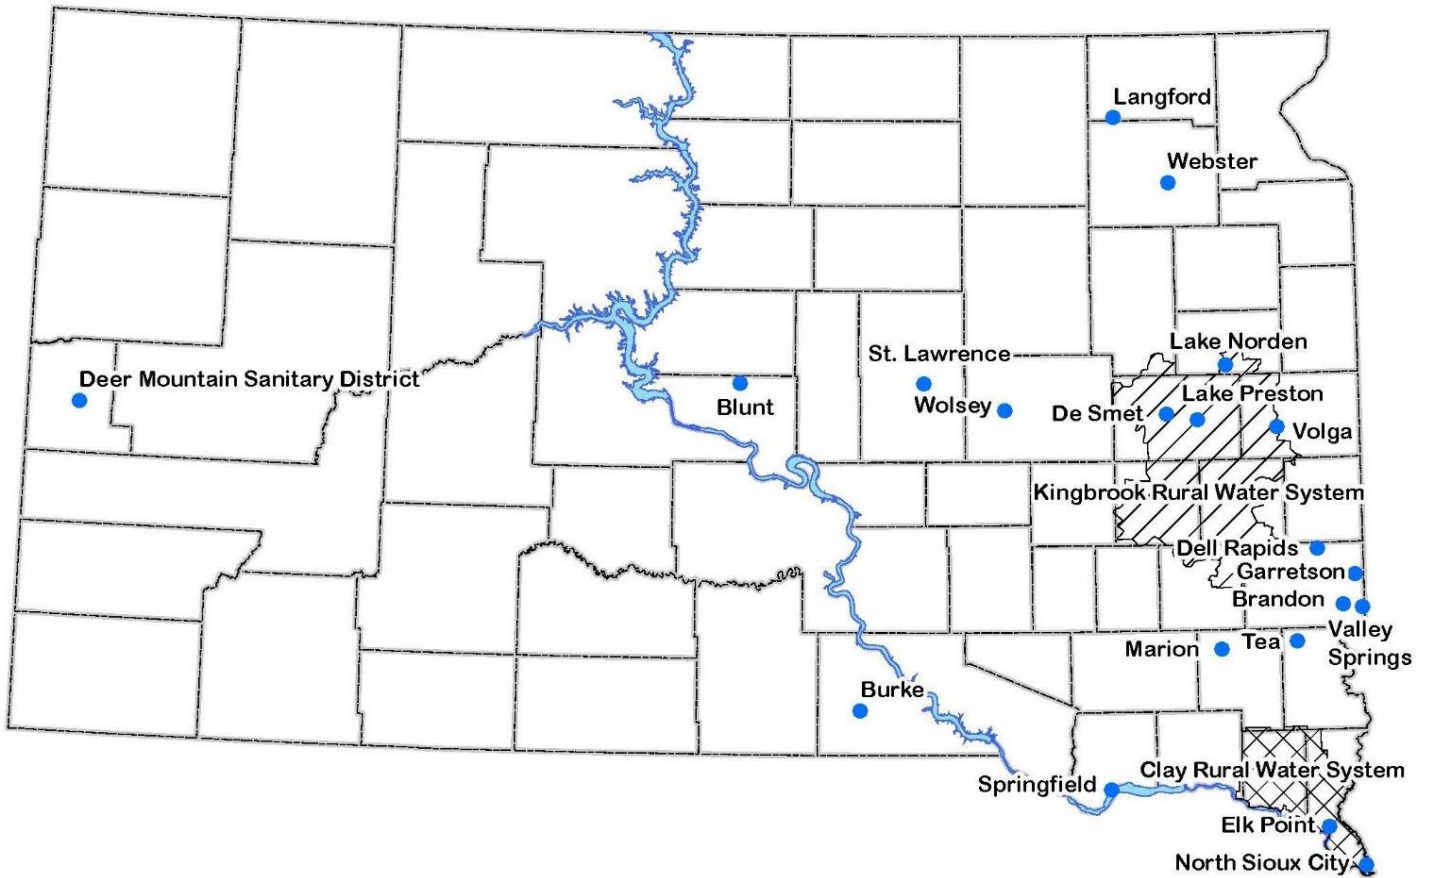 Langford
Webster
Lake Norden
St. Lawrence
Deer Mountain Sanitary District
Lake Preston
Blunt
Wolsey
De Smet
Volga
Kingbrook Rural Water System
Dell Rapids
Garretson
Brandon
Valley
Springs
Marion
Tea
Burke
Clay Rural Water System
Springfield
Elk Point
North Sioux City